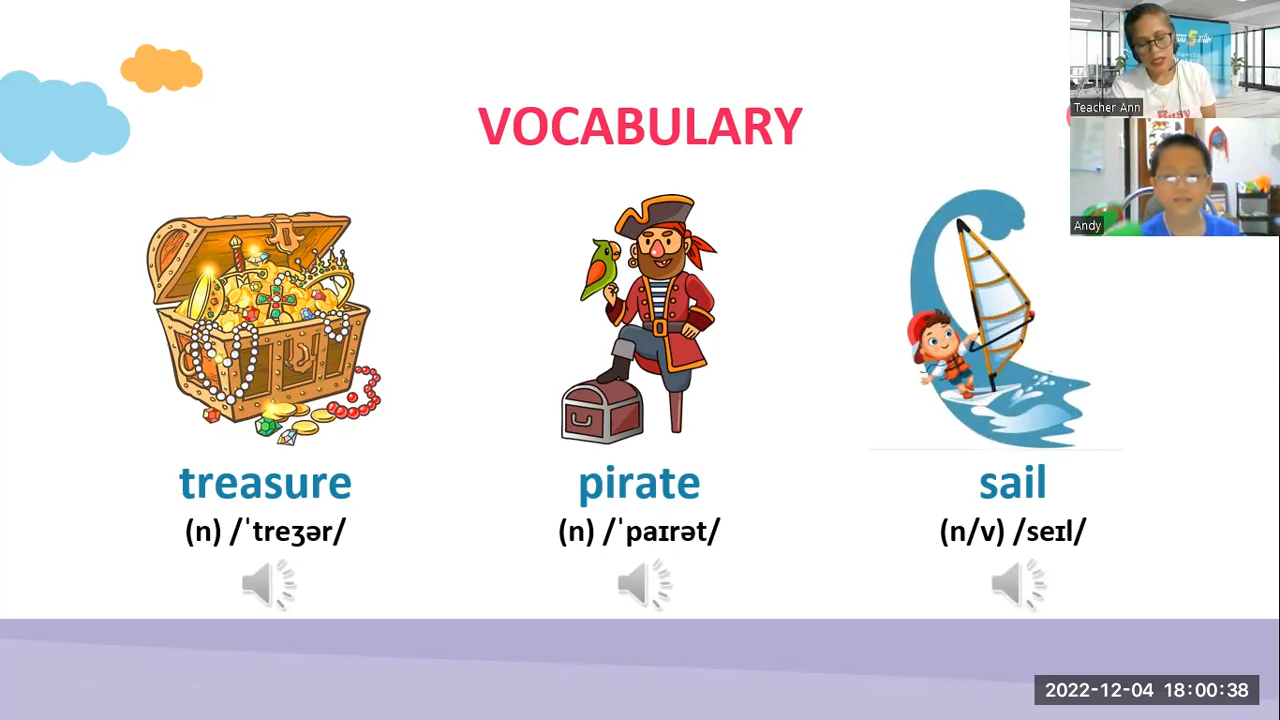 VOCABULARY
Teacher Ann
Andy
treasure
(n) /ˈtreʒər/
pirate
(n) /ˈpaɪrət/
sail
(n/v) /seɪl/
2022-12-04 18:00:38